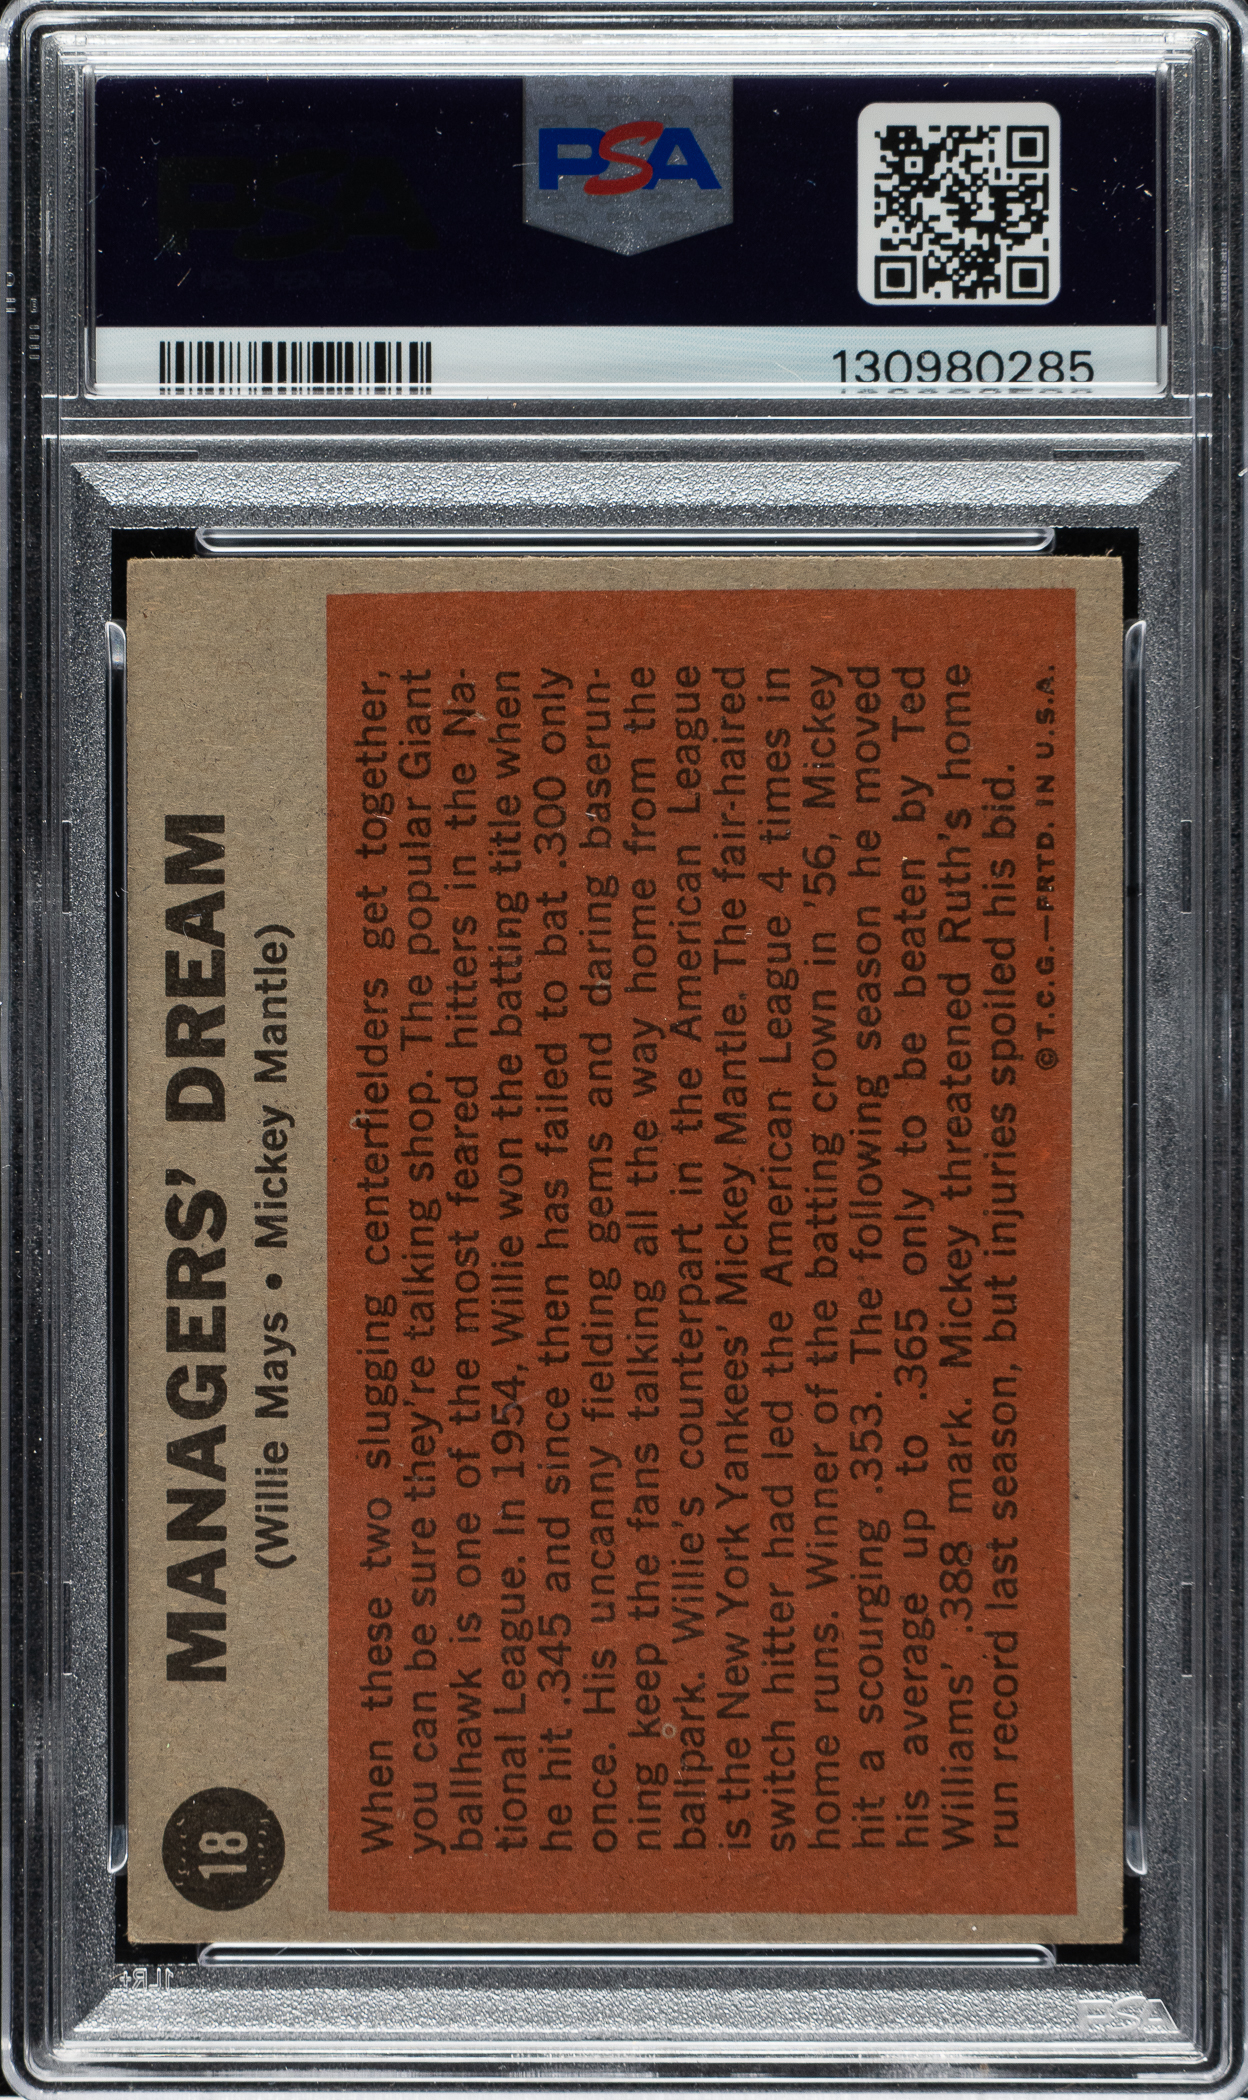 PSA
130980285
18
MANAGERS' DREAM
(Willie Mays • Mickey Mantle)
When these two slugging centerfielders get together,
you can be sure they're talking shop. The popular Giant
ballhawk is one of the most feared hitters in the Na-
tional League. In 1954, Willie won the batting title when
he hit .345 and since then has failed to bat .300 only
once. His uncanny fielding gems and daring baserun-
ning keep the fans talking all the way home from the
ballpark. Willie's counterpart in the American League
is the New York Yankees' Mickey Mantle. The fair-haired
switch hitter had led the American League 4 times in
home runs. Winner of the batting crown in '56, Mickey
hit a scourging .353. The following season he moved
his average up to .365 only to be beaten by Ted
Williams' .388 mark. Mickey threatened Ruth's home
run record last season, but injuries spoiled his bid.
©T.C.G.—PRTD. IN U.S.A.
1LR+
PSA